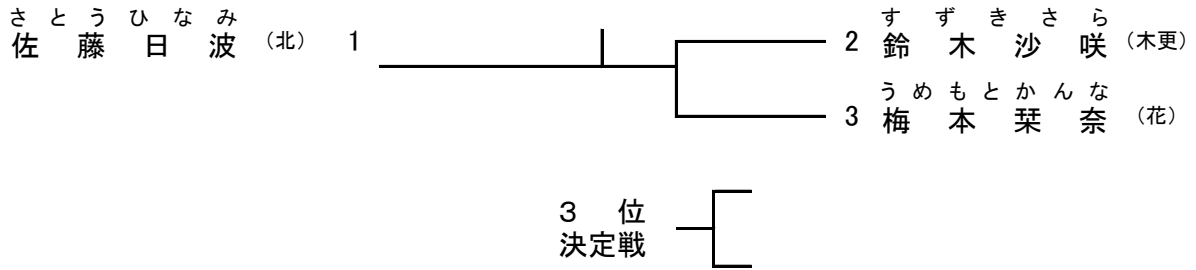 さとうひなみ
佐藤日波 (北) 1
すずきさら
2 鈴木沙咲 (木更)
うめもとかんな
3 梅本栞奈 (花)
3位
決定戦